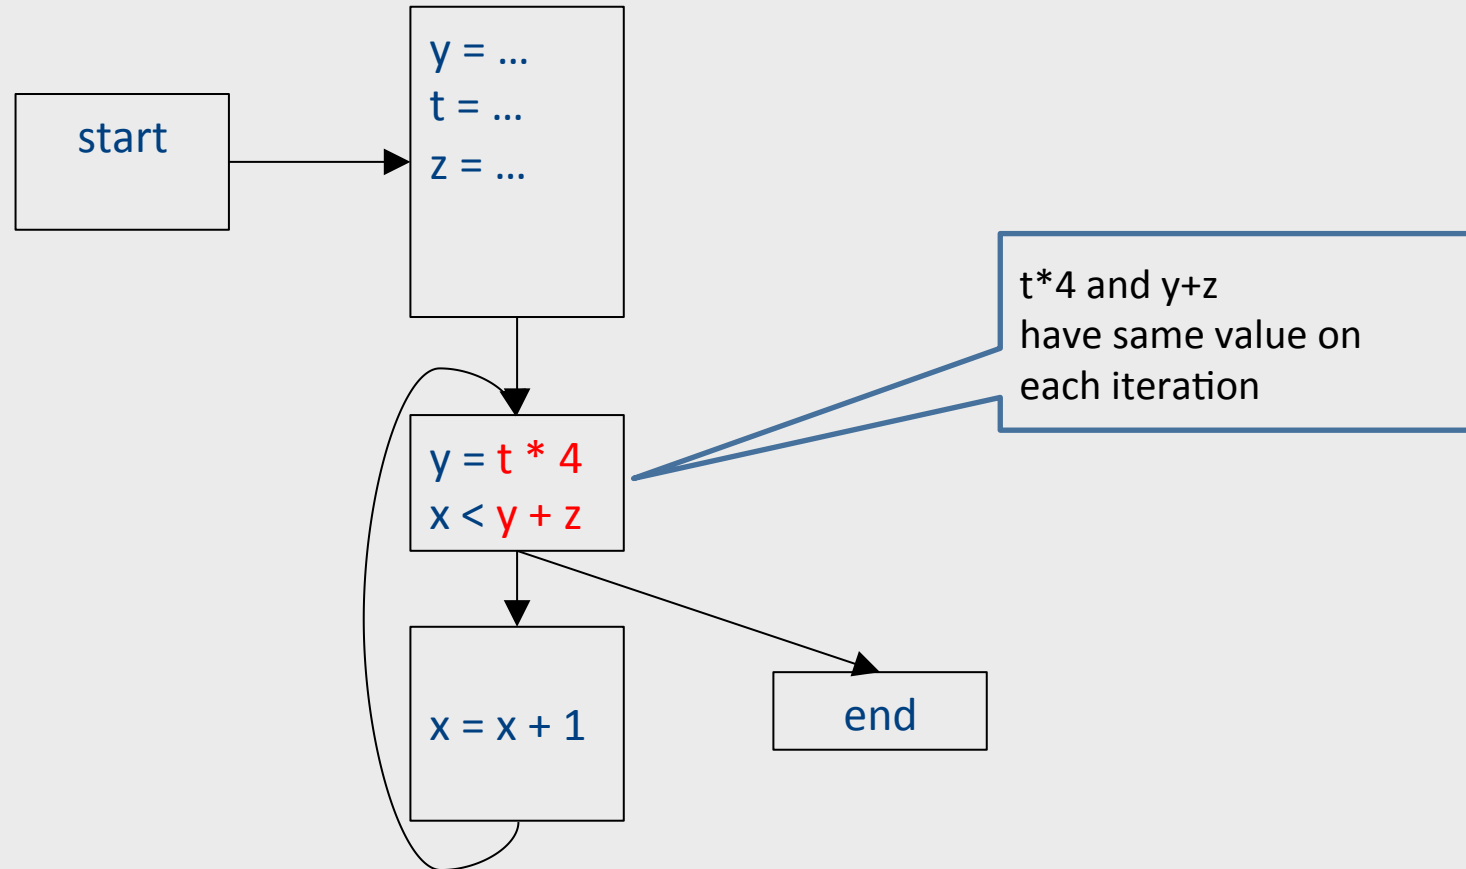 start
y = ...
t = ...
z = ...
t*4 and y+z
have same value on
each iteration
y = t * 4
x < y + z
x = x + 1
end